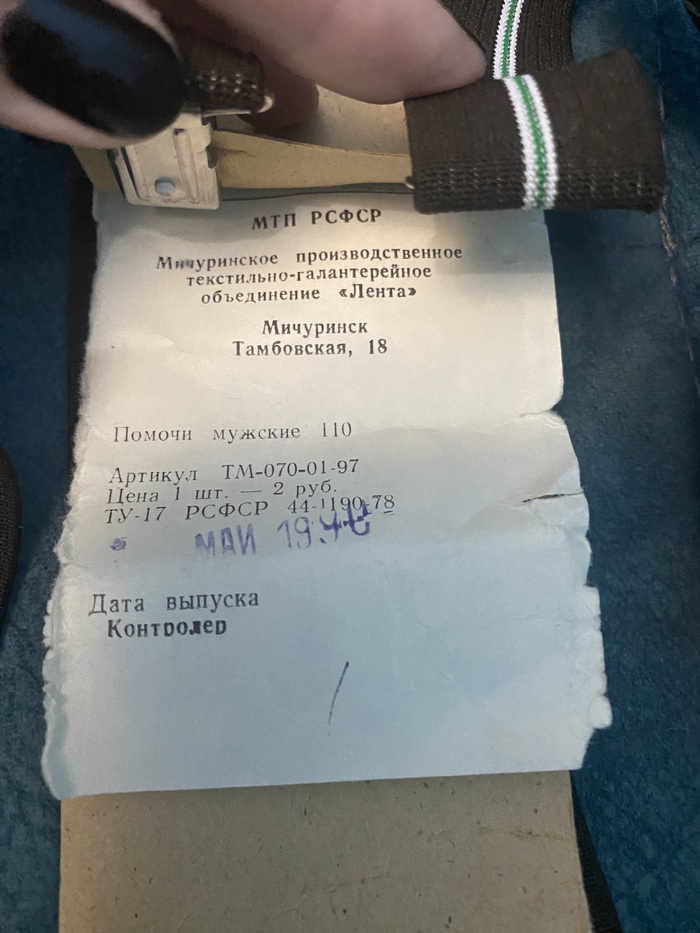 МТП РСФСР
Мичуринское производственное
текстильно-галантерейное
объединение «Лента»
Мичуринск
Тамбовская, 18
Помочи мужские 110
Артикул ТМ-070-01-97
Цена 1 шт. — 2 руб.
ТУ-17 РСФСР 44-1190-78
МАИ
Дата выпуска
Контролер